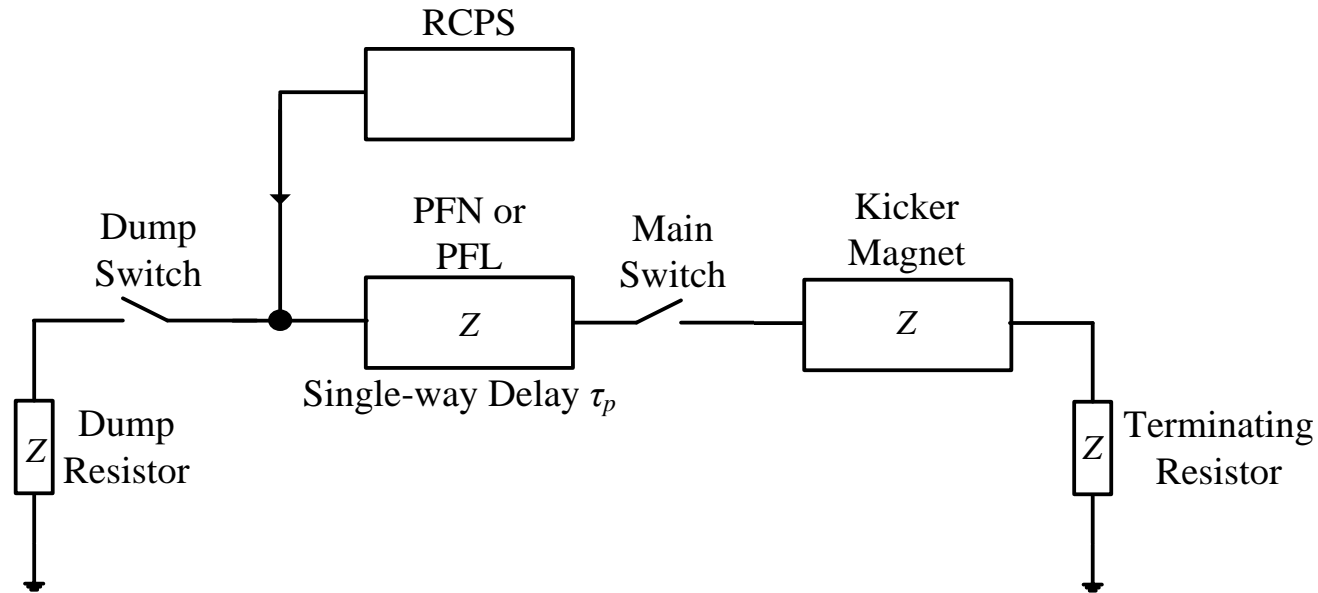 RCPS
Dump
Switch
PFN or
PFL
Main
Switch
Kicker
Magnet
Z
Z
Single-way Delay τp
Z
Dump
Resistor
Z
Terminating
Resistor